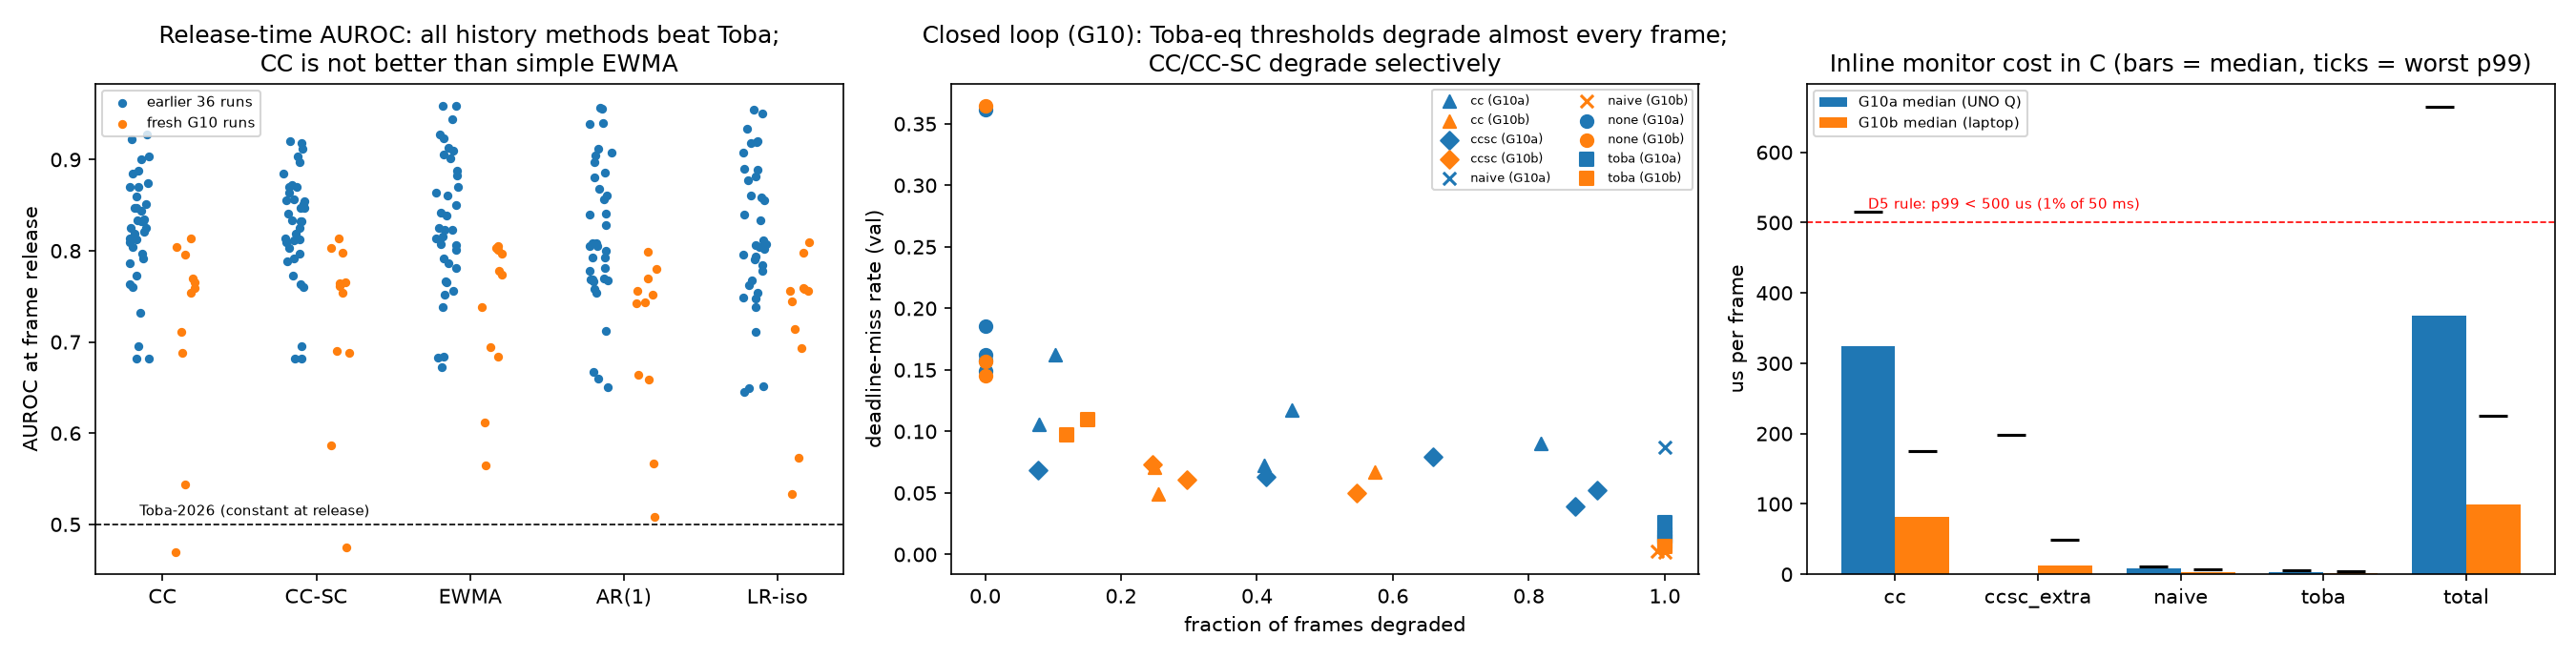 Release-time AUROC: all history methods beat Toba;
CC is not better than simple EWMA
AUROC at frame release
0.9
0.8
0.7
0.6
0.5
earlier 36 runs
fresh G10 runs
Toba-2026 (constant at release)
CC
CC-SC
EWMA
AR(1)
LR-iso
Closed loop (G10): Toba-eq thresholds degrade almost every frame;
CC/CC-SC degrade selectively
deadline-miss rate (val)
0.35
0.30
0.25
0.20
0.15
0.10
0.05
0.00
cc (G10a)
cc (G10b)
ccsc (G10a)
ccsc (G10b)
naive (G10a)
naive (G10b)
none (G10a)
none (G10b)
toba (G10a)
toba (G10b)
0.0
0.2
0.4
0.6
0.8
1.0
fraction of frames degraded
Inline monitor cost in C (bars = median, ticks = worst p99)
us per frame
600
500
400
300
200
100
0
G10a median (UNO Q)
G10b median (laptop)
D5 rule: p99 < 500 us (1% of 50 ms)
cc
ccsc_extra
naive
toba
total